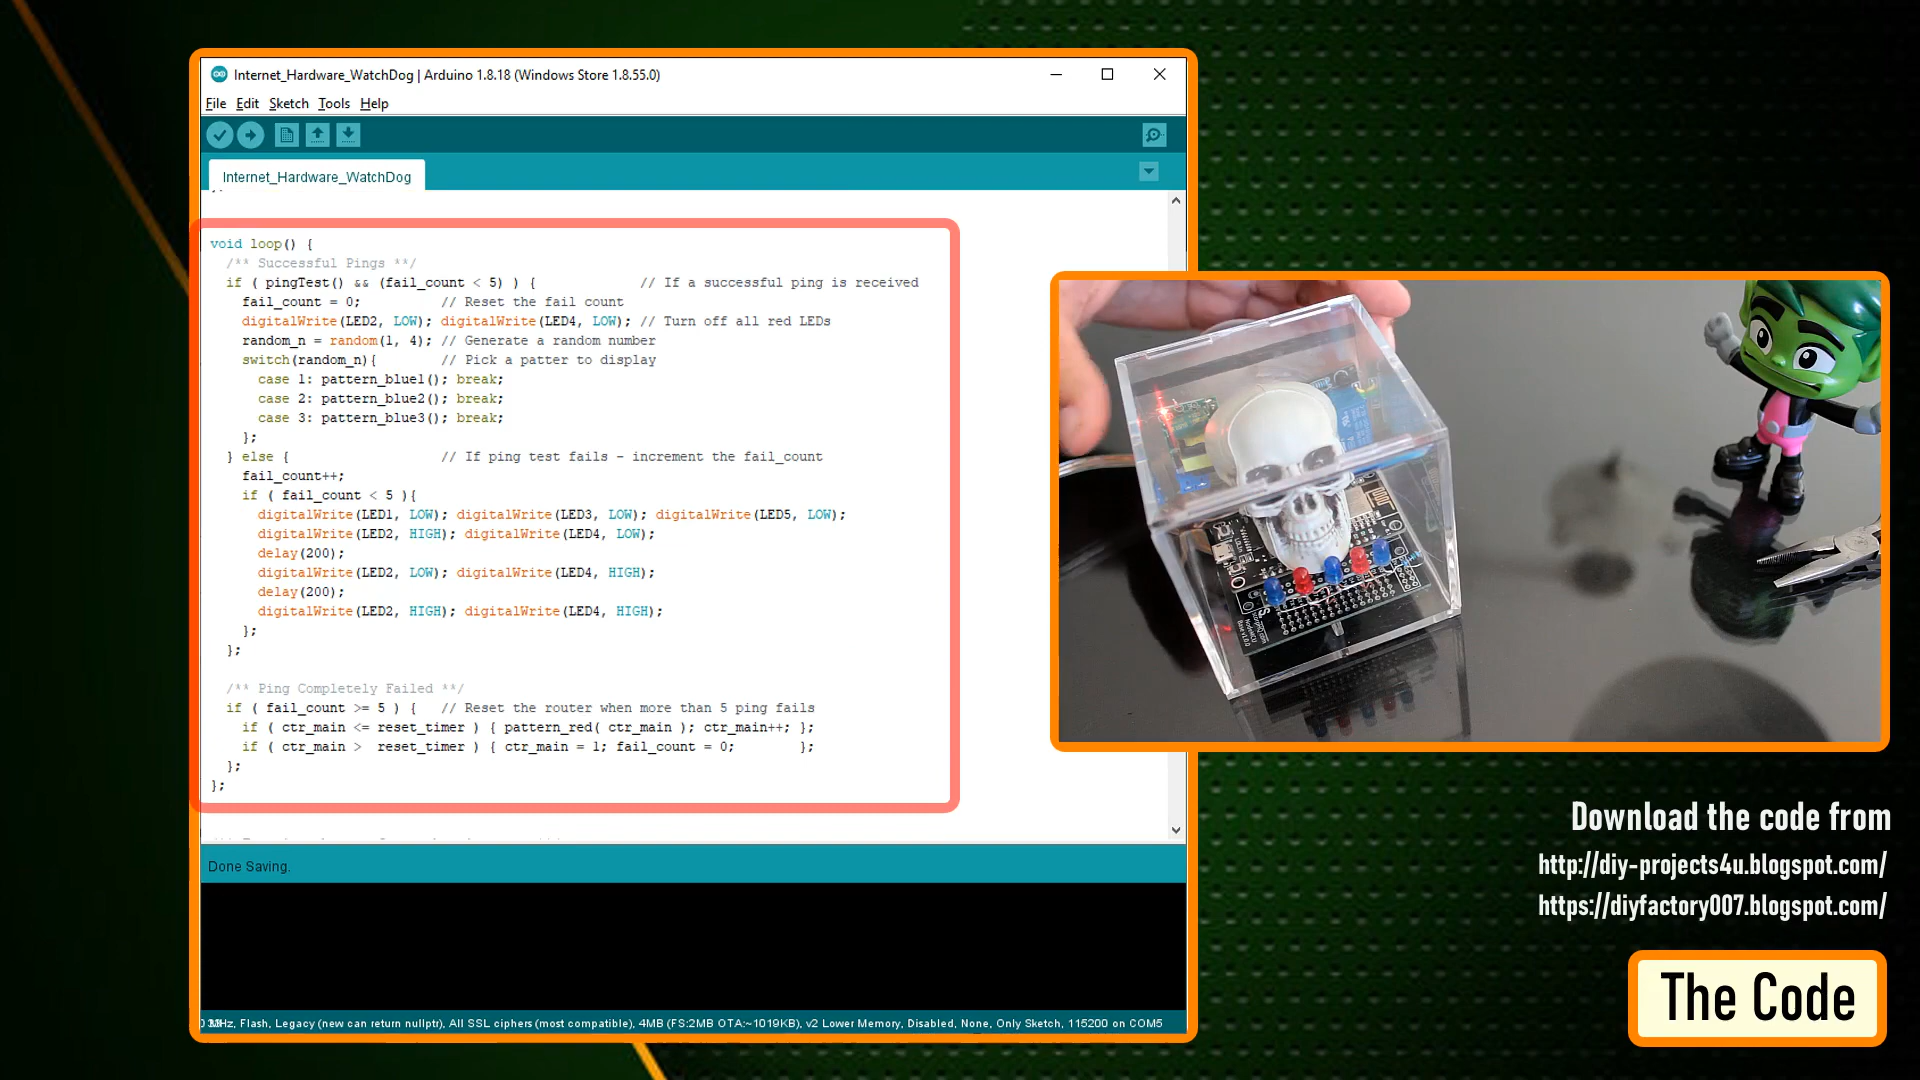 Internet_Hardware_WatchDog | Arduino 1.8.18 (Windows Store 1.8.55.0)
File Edit Sketch Tools Help
Internet_Hardware_WatchDog
void loop() {
  /** Successful Pings **/
  if ( pingTest() && (fail_count < 5) ) {             // If a successful ping is received
    fail_count = 0;          // Reset the fail count
    digitalWrite(LED2, LOW); digitalWrite(LED4, LOW); // Turn off all red LEDs
    random_n = random(1, 4); // Generate a random number
    switch(random_n){        // Pick a patter to display
      case 1: pattern_blue1(); break;
      case 2: pattern_blue2(); break;
      case 3: pattern_blue3(); break;
    };
  } else {                   // If ping test fails - increment the fail_count
    fail_count++;
    if ( fail_count < 5 ){
      digitalWrite(LED1, LOW); digitalWrite(LED3, LOW); digitalWrite(LED5, LOW);
      digitalWrite(LED2, HIGH); digitalWrite(LED4, LOW);
      delay(200);
      digitalWrite(LED2, LOW); digitalWrite(LED4, HIGH);
      delay(200);
      digitalWrite(LED2, HIGH); digitalWrite(LED4, HIGH);
    };
  };
  /** Ping Completely Failed **/
  if ( fail_count >= 5 ) {   // Reset the router when more than 5 ping fails
    if ( ctr_main <= reset_timer ) { pattern_red( ctr_main ); ctr_main++; };
    if ( ctr_main >  reset_timer ) { ctr_main = 1; fail_count = 0;        };
  };
};
Done Saving.
MHz, Flash, Legacy (new can return nullptr), All SSL ciphers (most compatible), 4MB (FS:2MB OTA:~1019KB), v2 Lower Memory, Disabled, None, Only Sketch, 115200 on COM5
Download the code from
http://diy-projects4u.blogspot.com/
https://diyfactory007.blogspot.com/
The Code